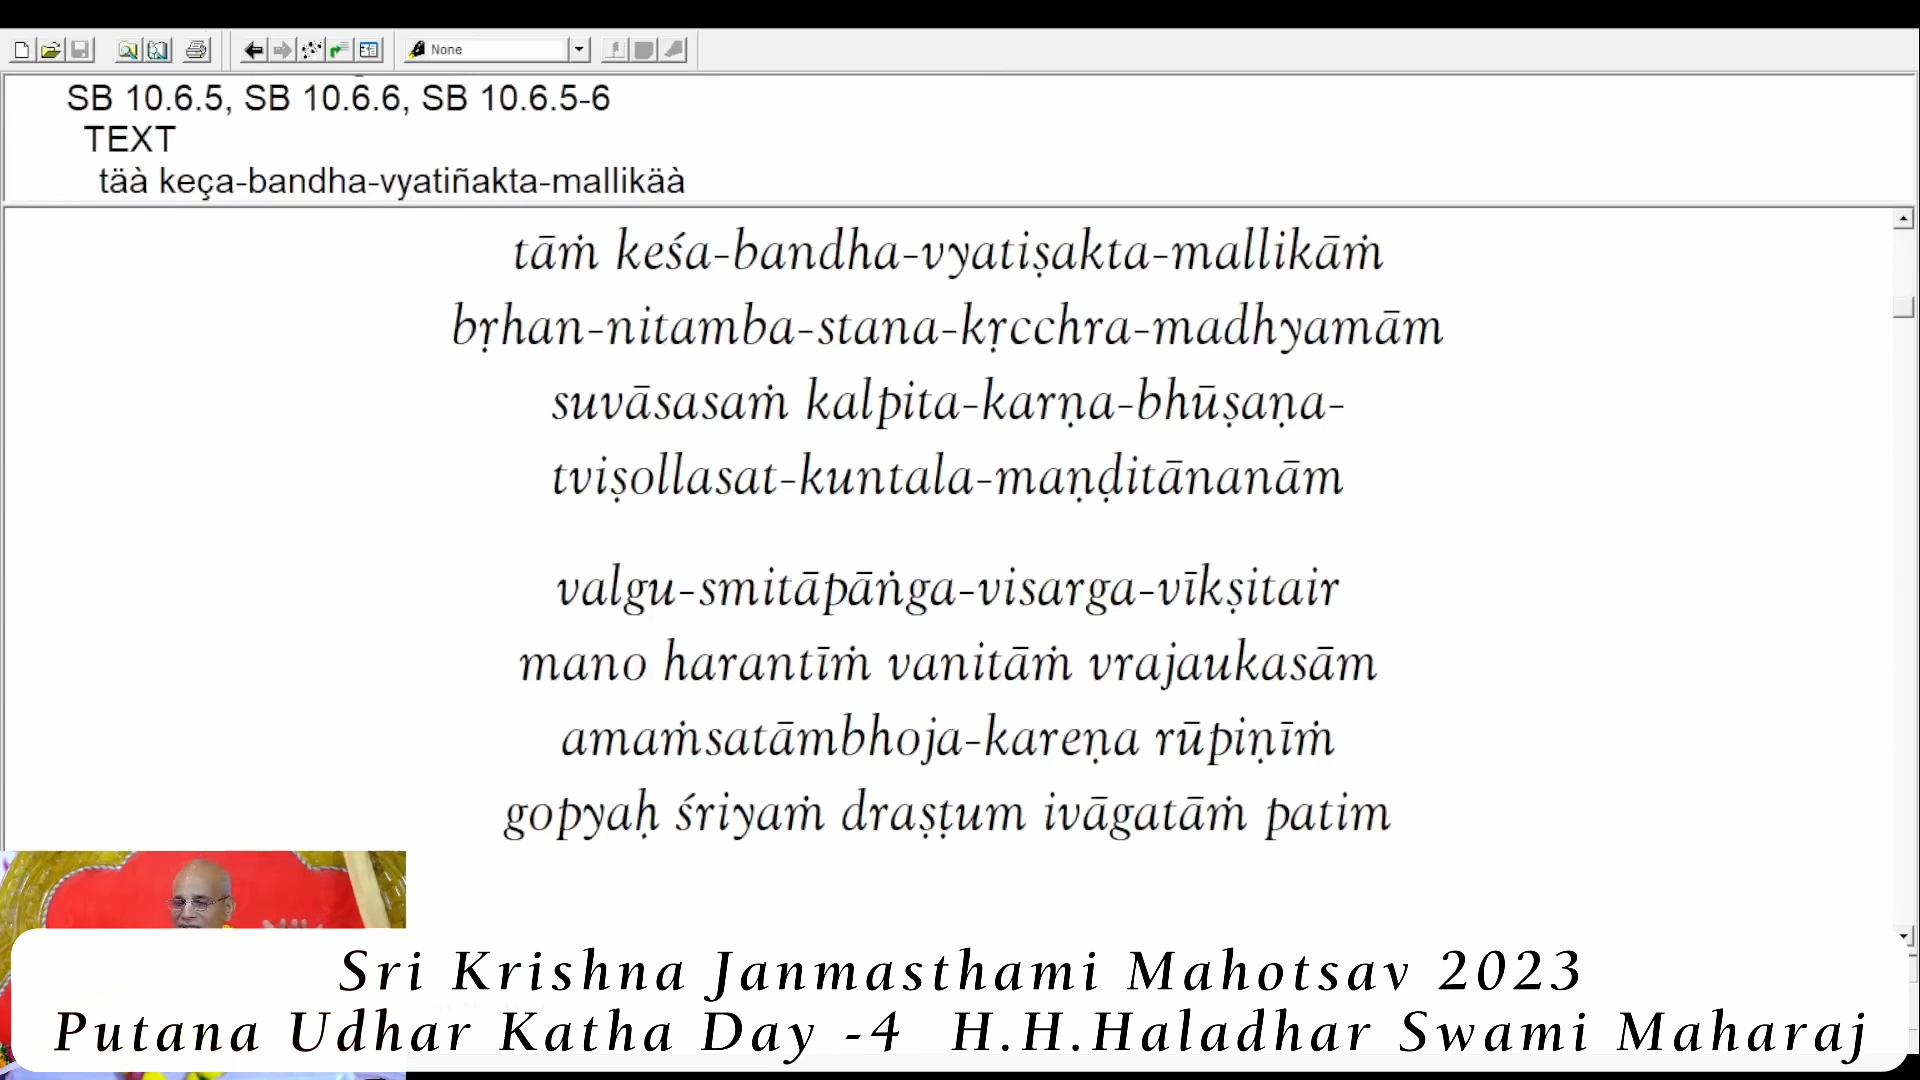 None
SB 10.6.5, SB 10.6.6, SB 10.6.5-6
TEXT
täà keça-bandha-vyatiñakta-mallikäà
tāṁ keśa-bandha-vyatiṣakta-mallikāṁ
bṛhan-nitamba-stana-kṛcchra-madhyamām
suvāsasaṁ kalpita-karṇa-bhūṣaṇa-
tviṣollasat-kuntala-maṇḍitānanām
valgu-smitāpāṅga-visarga-vīkṣitair
mano harantīṁ vanitāṁ vrajaukasām
amaṁsatāmbhoja-kareṇa rūpiṇīṁ
gopyaḥ śriyaṁ draṣṭum ivāgatāṁ patim
Sri Krishna Janmasthami Mahotsav 2023
Putana Udhar Katha Day -4 H.H.Haladhar Swami Maharaj